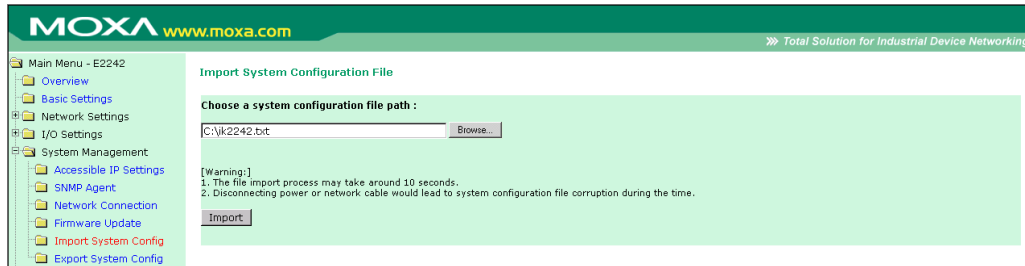 MOXA www.moxa.com
Total Solution for Industrial Device Networking
Main Menu - E2242
Overview
Basic Settings
Network Settings
I/O Settings
System Management
Accessible IP Settings
SNMP Agent
Network Connection
Firmware Update
Import System Config
Export System Config
Import System Configuration File
Choose a system configuration file path :
C:\ik2242.txt Browse...
[Warning:]
1. The file import process may take around 10 seconds.
2. Disconnecting power or network cable would lead to system configuration file corruption during the time.
Import